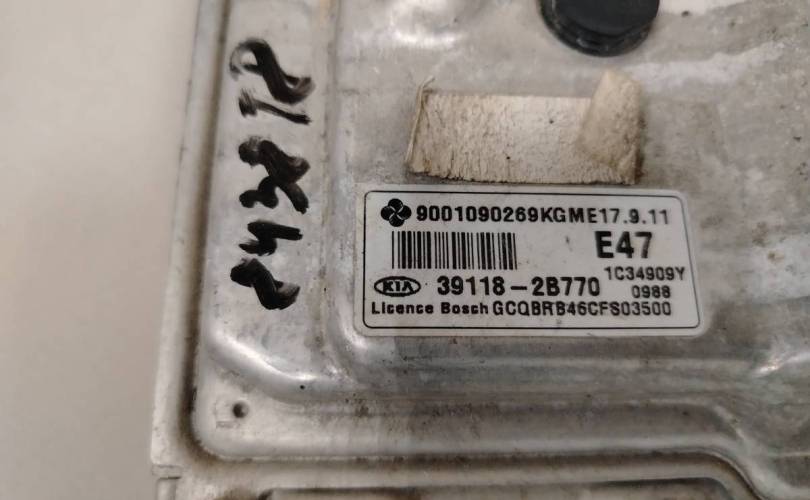 9001090269KGME17.9.11
E47
1C34909Y
KIA 39118-2B770 0988
Licence Bosch GCQBRB46CFS03500